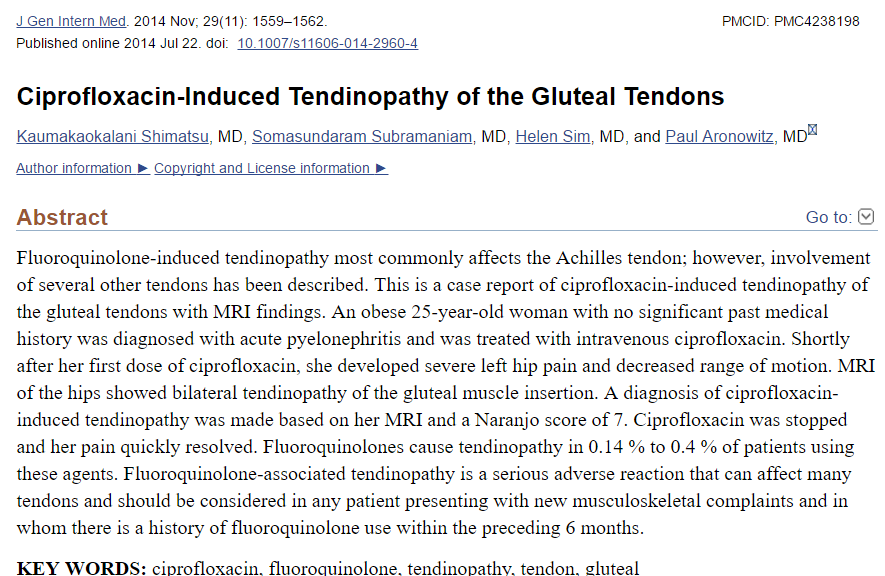 J Gen Intern Med. 2014 Nov; 29(11): 1559–1562.
PMCID: PMC4238198
Published online 2014 Jul 22. doi: 10.1007/s11606-014-2960-4
Ciprofloxacin-Induced Tendinopathy of the Gluteal Tendons
Kaumakaokalani Shimatsu, MD, Somasundaram Subramaniam, MD, Helen Sim, MD, and Paul Aronowitz, MD
Author information ► Copyright and License information ►
Abstract
Go to:
Fluoroquinolone-induced tendinopathy most commonly affects the Achilles tendon; however, involvement
of several other tendons has been described. This is a case report of ciprofloxacin-induced tendinopathy of
the gluteal tendons with MRI findings. An obese 25-year-old woman with no significant past medical
history was diagnosed with acute pyelonephritis and was treated with intravenous ciprofloxacin. Shortly
after her first dose of ciprofloxacin, she developed severe left hip pain and decreased range of motion. MRI
of the hips showed bilateral tendinopathy of the gluteal muscle insertion. A diagnosis of ciprofloxacin-
induced tendinopathy was made based on her MRI and a Naranjo score of 7. Ciprofloxacin was stopped
and her pain quickly resolved. Fluoroquinolones cause tendinopathy in 0.14 % to 0.4 % of patients using
these agents. Fluoroquinolone-associated tendinopathy is a serious adverse reaction that can affect many
tendons and should be considered in any patient presenting with new musculoskeletal complaints and in
whom there is a history of fluoroquinolone use within the preceding 6 months.
KEY WORDS: ciprofloxacin, fluoroquinolone, tendinopathy, tendon, gluteal